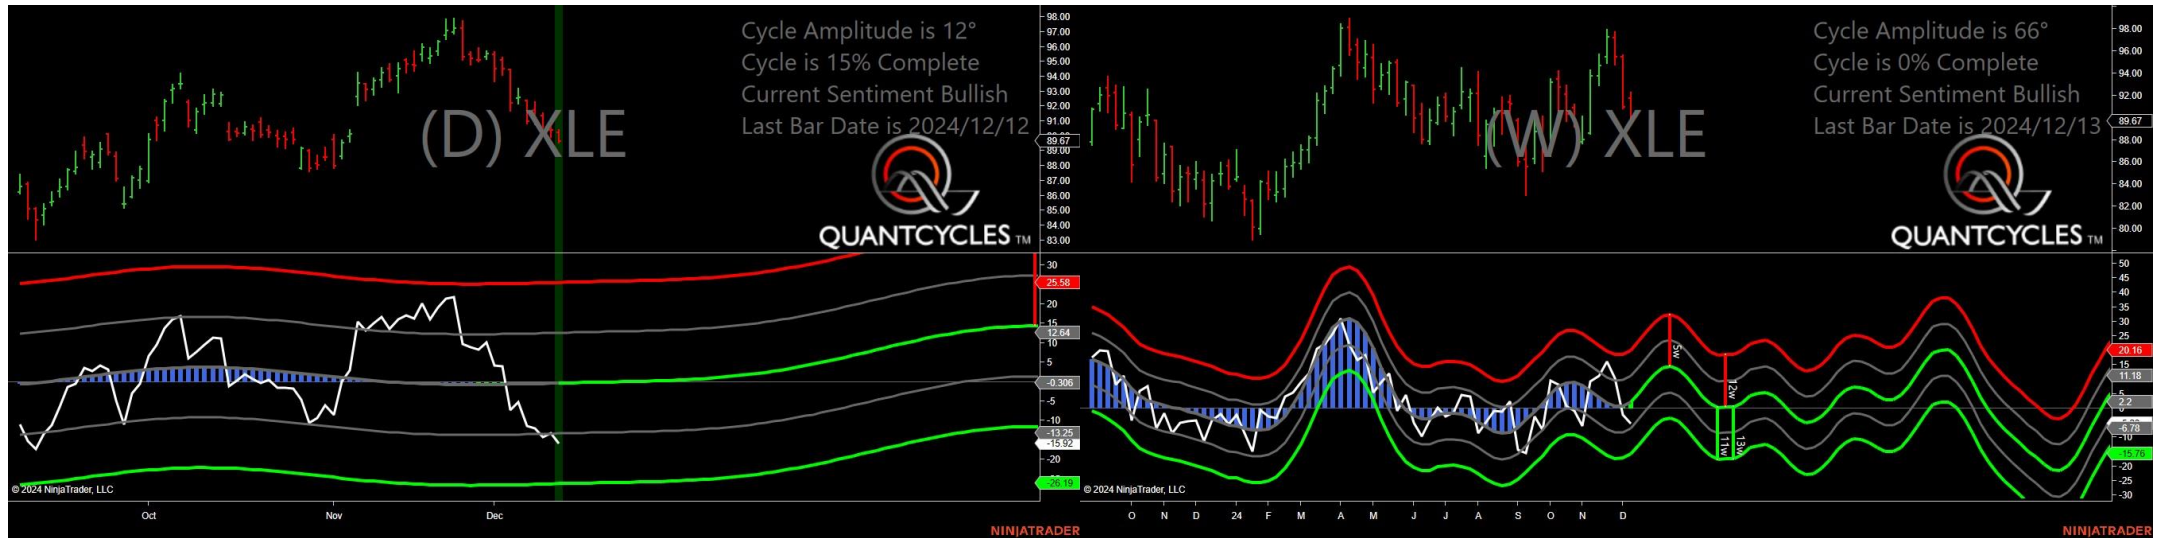 Cycle Amplitude is 12°
Cycle is 15% Complete
Current Sentiment Bullish
Last Bar Date is 2024/12/12
(D) XLE
QUANTCYCLES TM
98.00
97.00
96.00
95.00
94.00
93.00
92.00
91.00
89.67
89.00
88.00
87.00
86.00
85.00
84.00
83.00
30
25.58
20
15
12.64
10
5
-0.306
-5
-10
-13.25
-15.92
-20
-26.19
© 2024 NinjaTrader, LLC
Oct
Nov
Dec
NINJATRADER
Cycle Amplitude is 66°
Cycle is 0% Complete
Current Sentiment Bullish
Last Bar Date is 2024/12/13
(W) XLE
QUANTCYCLES TM
98.00
96.00
94.00
92.00
89.67
88.00
86.00
84.00
82.00
80.00
50
45
40
35
30
25
20.16
15
11.18
5
2.2
-6.78
-10
-15.76
-20
-25
-30
5w
12w
11w
13w
© 2024 NinjaTrader, LLC
O
N
D
24
F
M
A
M
J
J
A
S
O
N
D
NINJATRADER